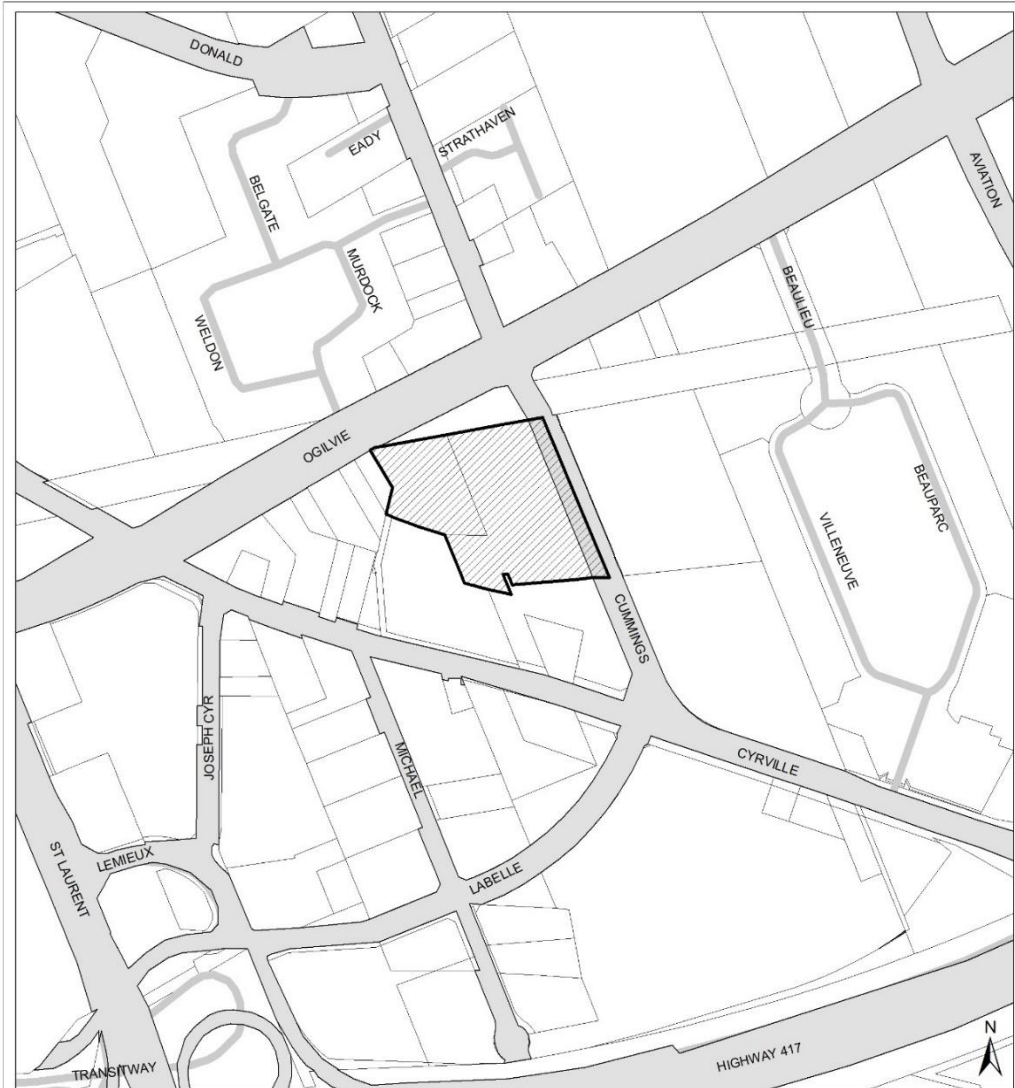 DONALD
EADY
STRATHAVEN
BELGATE
AVIATION
MURDOCK
BEAULIEU
WELDON
OGILVIE
BEAUPARC
VILLENEUVE
CUMMINGS
JOSEPH CYR
MICHAEL
CYRVILLE
ST LAURENT
LEMIEUX
LABELLE
N
HIGHWAY 417
TRANSITWAY